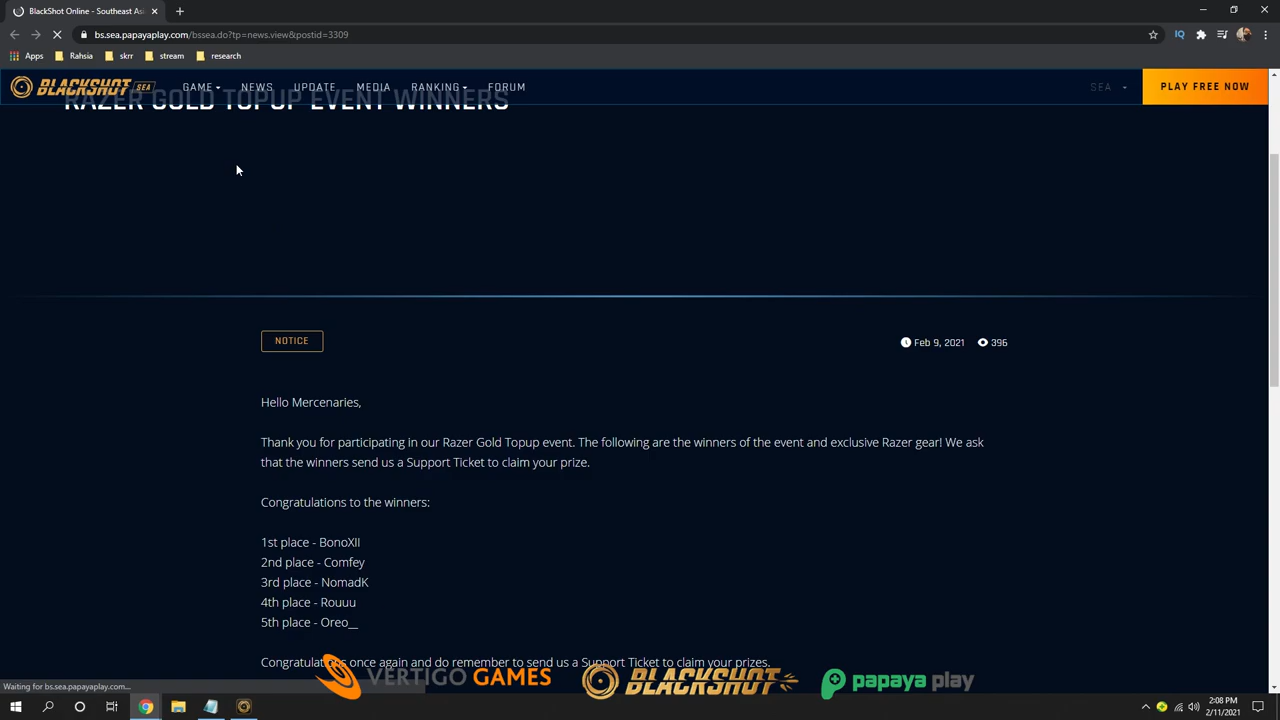 BlackShot Online - Southeast Asi
bs.sea.papayaplay.com/bssea.do?tp=news.view&postid=3309
IQ
Apps Rahsia skrr stream research
BLACKSHOT SEA GAME NEWS UPDATE MEDIA RANKING FORUM SEA PLAY FREE NOW
RAZER GOLD TOPUP EVENT WINNERS
NOTICE Feb 9, 2021 396
Hello Mercenaries,
Thank you for participating in our Razer Gold Topup event. The following are the winners of the event and exclusive Razer gear! We ask
that the winners send us a Support Ticket to claim your prize.
Congratulations to the winners:
1st place - BonoXII
2nd place - Comfey
3rd place - NomadK
4th place - Rouuu
5th place - Oreo__
Congratulations once again and do remember to send us a Support Ticket to claim your prizes.
VERTIGO GAMES BLACKSHOT papaya play
Waiting for bs.sea.papayaplay.com...
2:08 PM
2/11/2021